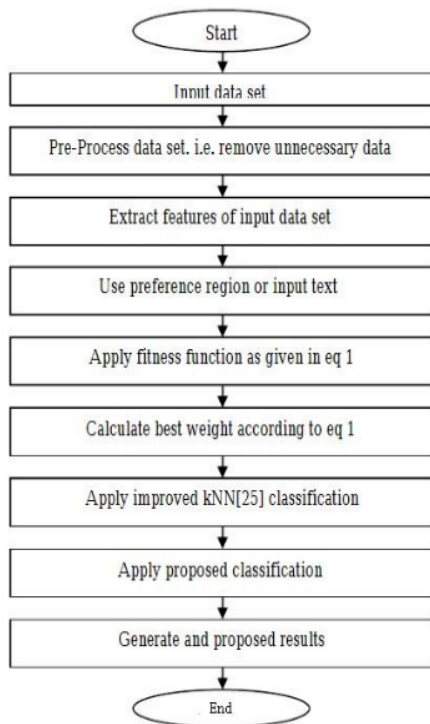 Start
Input data set
Pre-Process data set. i.e. remove unnecessary data
Extract features of input data set
Use preference region or input text
Apply fitness function as given in eq 1
Calculate best weight according to eq 1
Apply improved kNN[25] classification
Apply proposed classification
Generate and proposed results
End